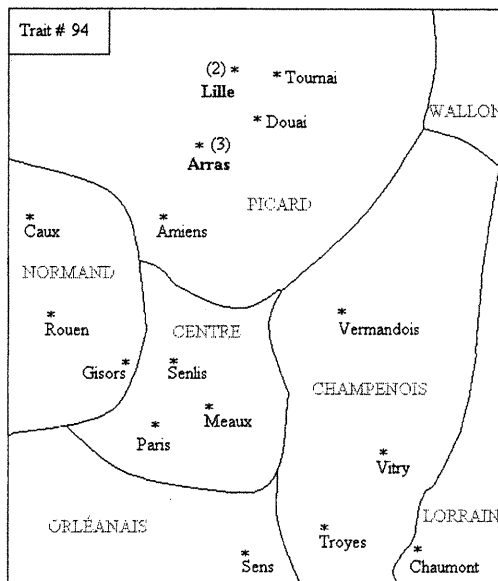 Trait # 94
(2) * * Tournai
Lille
* Douai
WALLON
* (3)
Arras
PICARD
* *
Caux Amiens
NORMAND
* CENTRE *
Rouen Vermandois
* *
Gisors Senlis
CHAMPENOIS
* *
Paris Meaux
*
Vitry
ORLÉANAIS LORRAIN
* * *
Sens Troyes Chaumont